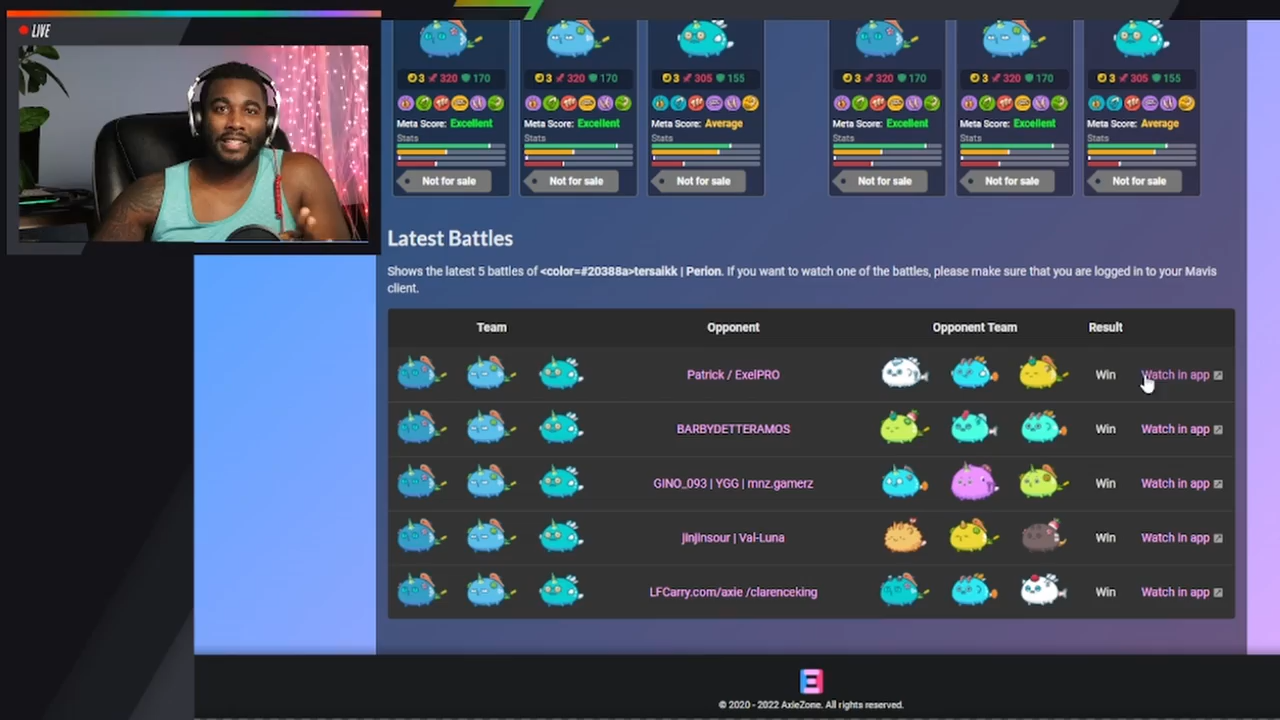 LIVE
3 320 170
3 320 170
3 305 155
3 320 170
3 320 170
3 305 155
Meta Score: Excellent
Meta Score: Excellent
Meta Score: Average
Meta Score: Excellent
Meta Score: Excellent
Meta Score: Average
Stats
Stats
Stats
Stats
Stats
Stats
Not for sale
Not for sale
Not for sale
Not for sale
Not for sale
Not for sale
Latest Battles
Shows the latest 5 battles of <color=#20388a>tersaikk | Perion. If you want to watch one of the battles, please make sure that you are logged in to your Mavis
client.
Team Opponent Opponent Team Result
Patrick / ExelPRO Win Watch in app
BARBYDETTERAMOS Win Watch in app
GINO_093 | YGG | mnz.gamerz Win Watch in app
jinjinsour | Val-Luna Win Watch in app
LFCarry.com/axie /clarenceking Win Watch in app
© 2020 - 2022 AxieZone. All rights reserved.